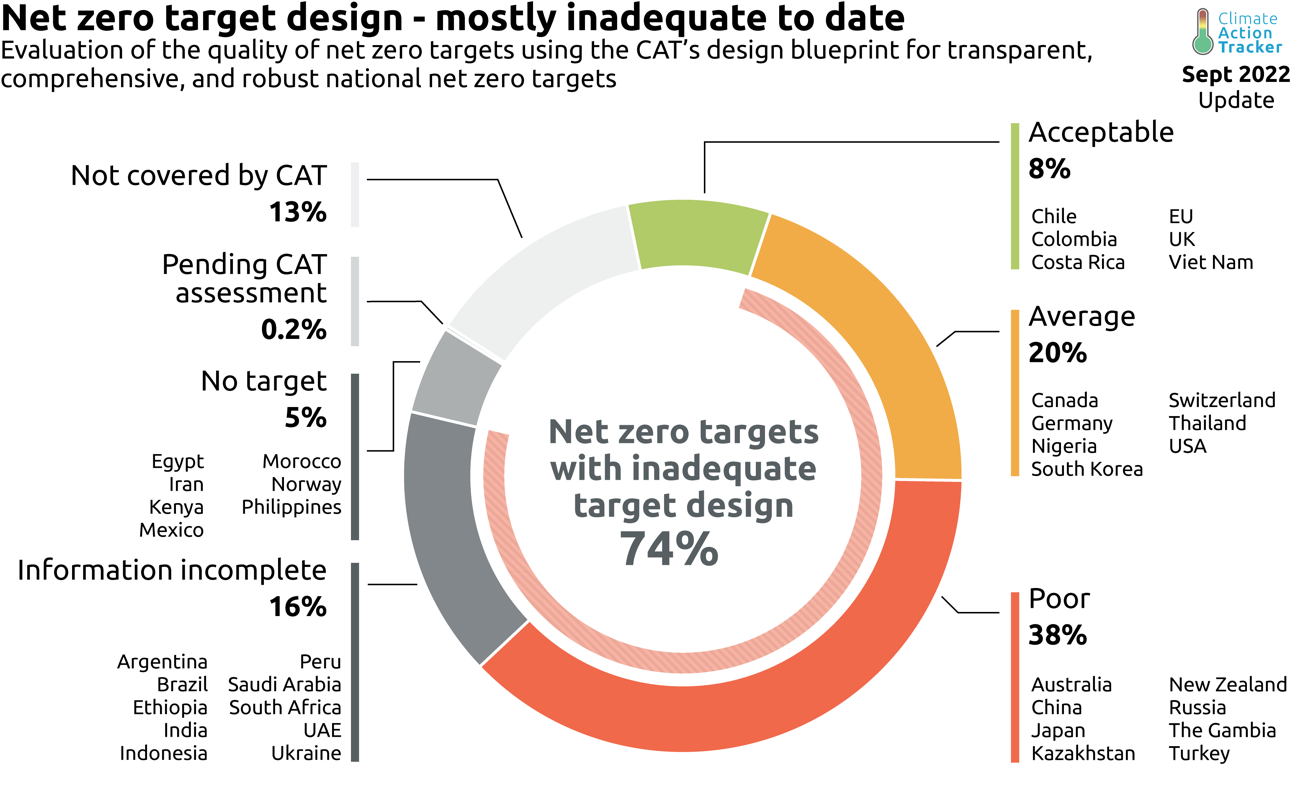 Net zero target design - mostly inadequate to date
Evaluation of the quality of net zero targets using the CAT's design blueprint for transparent,
comprehensive, and robust national net zero targets
Climate
Action
Tracker
Sept 2022
Update
Not covered by CAT
13%
Pending CAT
assessment
0.2%
No target
5%
Egypt Morocco
Iran Norway
Kenya Philippines
Mexico
Information incomplete
16%
Argentina Peru
Brazil Saudi Arabia
Ethiopia South Africa
India UAE
Indonesia Ukraine
Net zero targets
with inadequate
target design
74%
Acceptable
8%
Chile EU
Colombia UK
Costa Rica Viet Nam
Average
20%
Canada Switzerland
Germany Thailand
Nigeria USA
South Korea
Poor
38%
Australia New Zealand
China Russia
Japan The Gambia
Kazakhstan Turkey